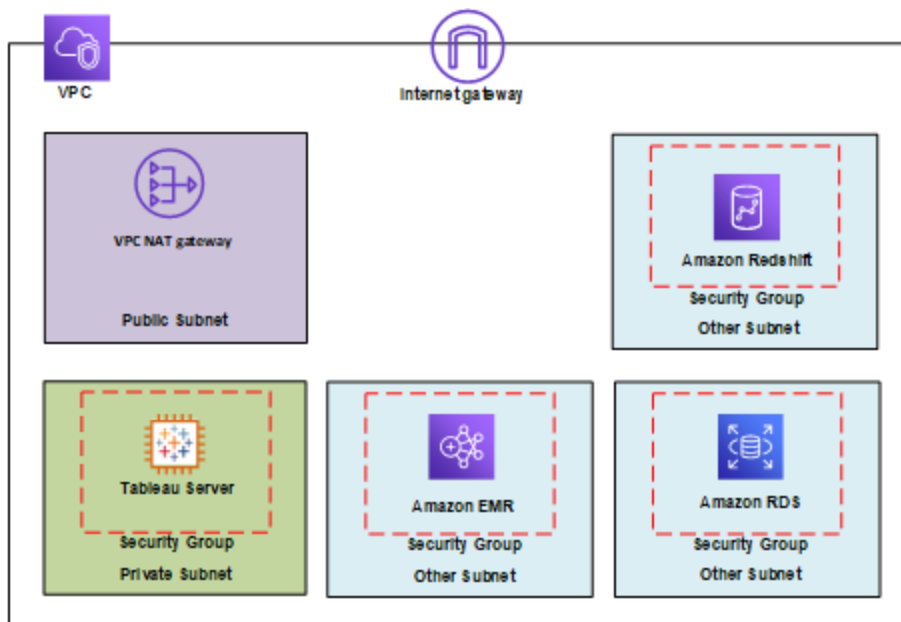 VPC
Internet gateway
VPC NAT gateway
Public Subnet
Amazon Redshift
Security Group
Other Subnet
Tableau Server
Security Group
Private Subnet
Amazon EMR
Security Group
Other Subnet
Amazon RDS
Security Group
Other Subnet